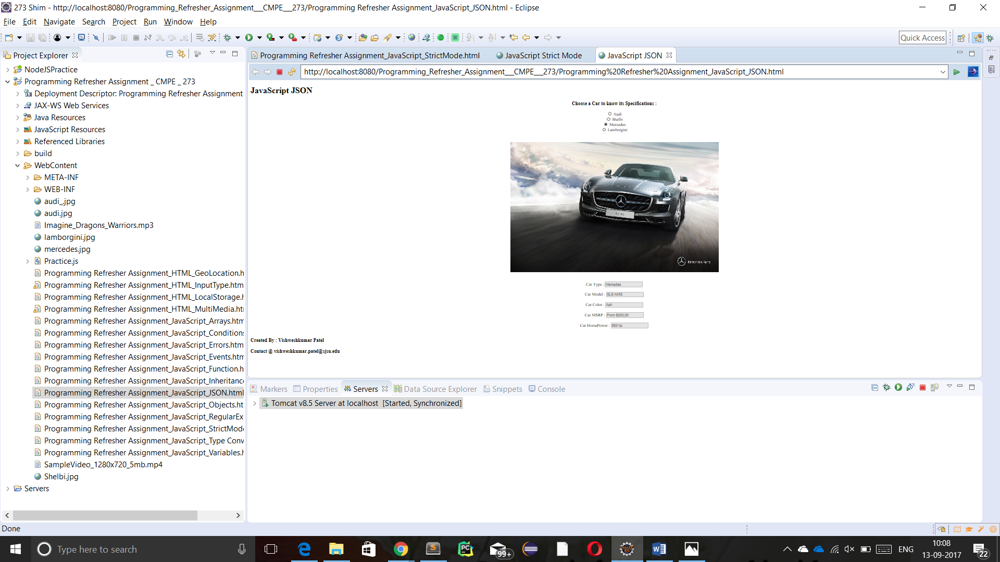 273 Shim - http://localhost:8080/Programming_Refresher_Assignment___CMPE___273/Programming Refresher Assignment_JavaScript_JSON.html - Eclipse
File Edit Navigate Search Project Run Window Help
Quick Access
Project Explorer
NodeJSPractice
Programming Refresher Assignment _ CMPE _ 273
Deployment Descriptor: Programming Refresher Assignment
JAX-WS Web Services
Java Resources
JavaScript Resources
Referenced Libraries
build
WebContent
META-INF
WEB-INF
audi_.jpg
audi.jpg
Imagine_Dragons_Warriors.mp3
lamborgini.jpg
mercedes.jpg
Practice.js
Programming Refresher Assignment_HTML_GeoLocation.h
Programming Refresher Assignment_HTML_InputType.htm
Programming Refresher Assignment_HTML_LocalStorage.h
Programming Refresher Assignment_HTML_MultiMedia.htr
Programming Refresher Assignment_JavaScript_Arrays.htm
Programming Refresher Assignment_JavaScript_Condition:
Programming Refresher Assignment_JavaScript_Errors.htm
Programming Refresher Assignment_JavaScript_Events.htm
Programming Refresher Assignment_JavaScript_Function.h
Programming Refresher Assignment_JavaScript_Inheritance
Programming Refresher Assignment_JavaScript_JSON.html
Programming Refresher Assignment_JavaScript_Objects.ht
Programming Refresher Assignment_JavaScript_RegularEx
Programming Refresher Assignment_JavaScript_StrictMode
Programming Refresher Assignment_JavaScript_Type Conv
Programming Refresher Assignment_JavaScript_Variables.h
SampleVideo_1280x720_5mb.mp4
Shelbi.jpg
Servers
Programming Refresher Assignment_JavaScript_StrictMode.html JavaScript Strict Mode JavaScript JSON
http://localhost:8080/Programming_Refresher_Assignment___CMPE___273/Programming%20Refresher%20Assignment_JavaScript_JSON.html
JavaScript JSON
Choose a Car to know its Specifications :
Audi
Shelbi
Mercedes
Lamborgini
Mercedes-Benz
Car Type : Mercedes
Car Model : SLS AMG
Car Color : Ash
Car MSRP : From $200,00
Car HorsePower : 583 hp
Created By : Vishweshkumar Patel
Contact @ vishweshkumar.patel@sjsu.edu
Markers Properties Servers Data Source Explorer Snippets Console
Tomcat v8.5 Server at localhost [Started, Synchronized]
Done
Type here to search
99+
ENG
10:08
13-09-2017
22